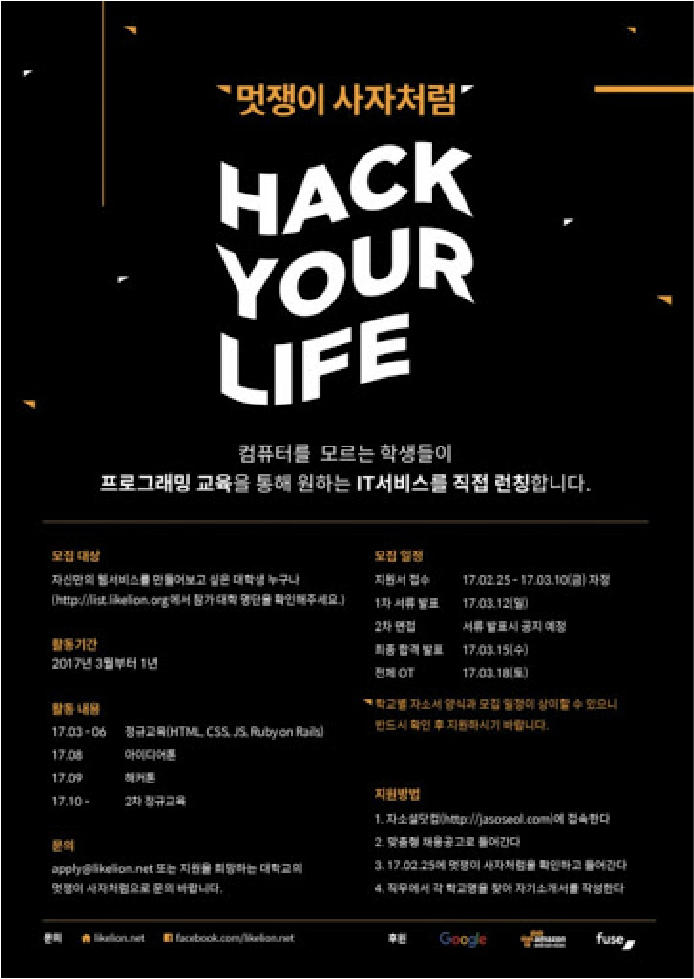 멋쟁이 사자처럼
HACK
YOUR
LIFE
컴퓨터를 모르는 학생들이
프로그래밍 교육을 통해 원하는 IT서비스를 직접 런칭합니다.
모집 대상
자신만의 웹서비스를 만들어보고 싶은 대학생 누구나
(http://list.likelion.org에서 참가대학 명단을 확인해주세요.)
활동기간
2017년 3월부터 1년
활동 내용
17.03 - 06 정규교육(HTML, CSS, JS, Ruby on Rails)
17.08 아이디어톤
17.09 해커톤
17.10 - 2차 정규교육
문의
apply@likelion.net 또는 지원을 희망하는 대학교의
멋쟁이 사자처럼으로 문의 바랍니다.
모집 일정
지원서 접수 17.02.25 - 17.03.10(금) 자정
1차 서류 발표 17.03.12(일)
2차 면접 서류 발표시 공지 예정
최종 합격 발표 17.03.15(수)
전체 OT 17.03.18(토)
학교별 자소서 양식과 모집 일정이 상이할 수 있으니
반드시 확인 후 지원하시기 바랍니다.
지원방법
1. 자소설닷컴(http://jasoseol.com)에 접속한다
2. 맞춤형 채용공고로 들어간다
3. 17.02.25에 멋쟁이 사자처럼을 확인하고 들어간다
4. 직무에서 각 학교명을 찾아 자기소개서를 작성한다
문의 likelion.net facebook.com/likelion.net 후원 Google amazon fuse